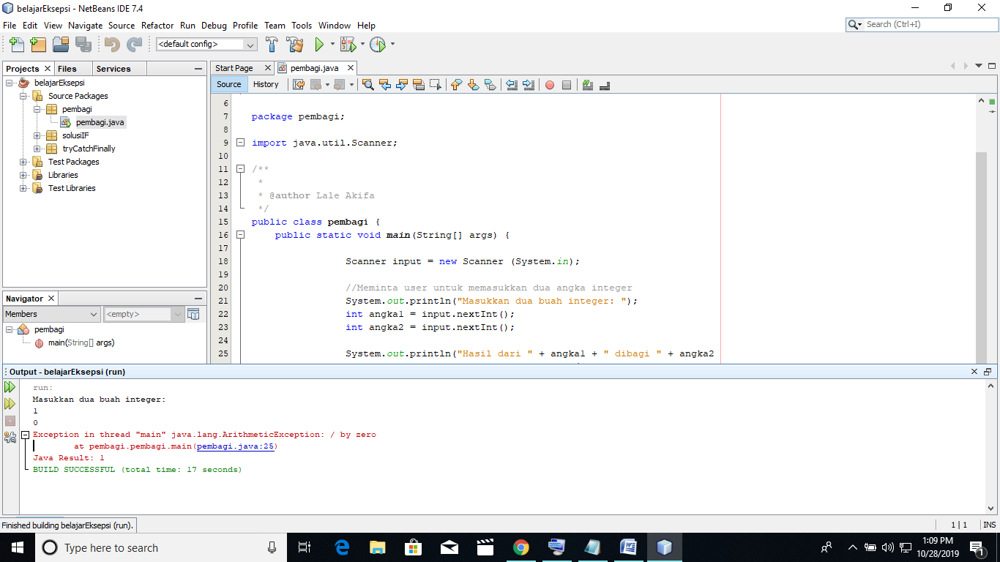 belajarEksepsi - NetBeans IDE 7.4
File Edit View Navigate Source Refactor Run Debug Profile Team Tools Window Help
Search (Ctrl+I)
<default config>
Projects Files Services
belajarEksepsi
Source Packages
pembagi
pembagi.java
solusiIF
tryCatchFinally
Test Packages
Libraries
Test Libraries
Navigator
Members <empty>
pembagi
main(String[] args)
Start Page pembagi.java
Source History
6
7 package pembagi;
8
9 import java.util.Scanner;
10
11 /**
12 *
13 * @author Lale Akifa
14 */
15 public class pembagi {
16 public static void main(String[] args) {
17
18 Scanner input = new Scanner (System.in);
19
20 //Meminta user untuk memasukkan dua angka integer
21 System.out.println("Masukkan dua buah integer: ");
22 int angka1 = input.nextInt();
23 int angka2 = input.nextInt();
24
25 System.out.println("Hasil dari " + angka1 + " dibagi " + angka2
Output - belajarEksepsi (run)
run:
Masukkan dua buah integer:
1
0
Exception in thread "main" java.lang.ArithmeticException: / by zero
at pembagi.pembagi.main(pembagi.java:25)
Java Result: 1
BUILD SUCCESSFUL (total time: 17 seconds)
Finished building belajarEksepsi (run).
1 | 1 INS
Type here to search
1:09 PM
10/28/2019
1